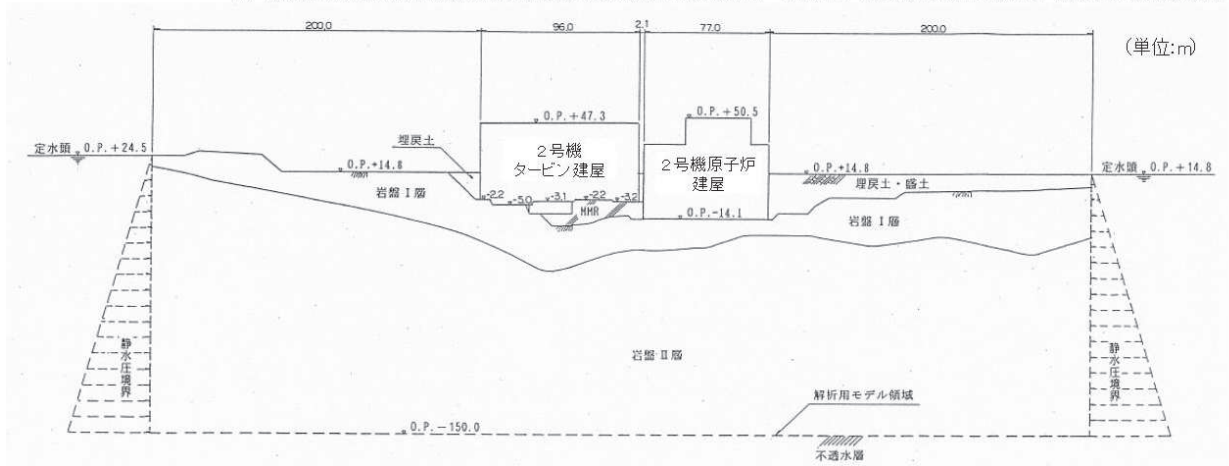 200.0
96.0
2.1
77.0
200.0
(単位:m)
O.P.+47.3
O.P.+50.5
定水頭 O.P.+24.5
埋戻土
2号機
タービン建屋
2号機原子炉
建屋
O.P.+14.8
O.P.+14.8
定水頭 O.P.+14.8
埋戻土・盛土
岩盤Ⅰ層
-2.2
-5.0
-3.1
-2.2
-3.2
MMR
O.P.-14.1
岩盤Ⅰ層
静水圧境界
岩盤Ⅱ層
静水圧境界
解析用モデル領域
O.P.-150.0
不透水層